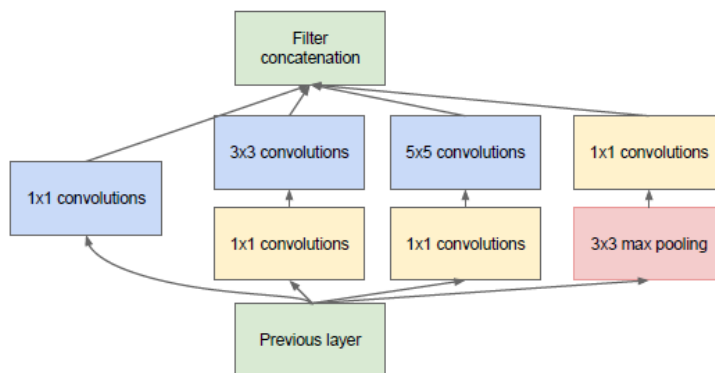 Filter
concatenation
3x3 convolutions
5x5 convolutions
1x1 convolutions
1x1 convolutions
1x1 convolutions
1x1 convolutions
3x3 max pooling
Previous layer